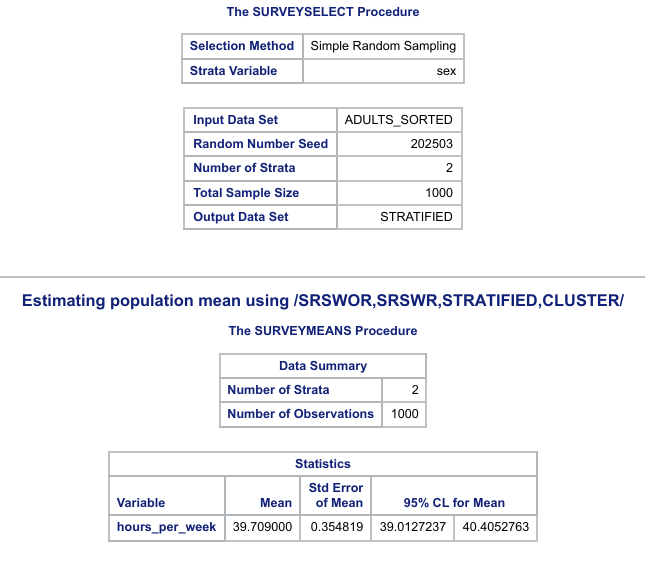 The SURVEYSELECT Procedure
Selection Method Simple Random Sampling
Strata Variable sex
Input Data Set ADULTS_SORTED
Random Number Seed 202503
Number of Strata 2
Total Sample Size 1000
Output Data Set STRATIFIED
Estimating population mean using /SRSWOR,SRSWR,STRATIFIED,CLUSTER/
The SURVEYMEANS Procedure
Data Summary
Number of Strata 2
Number of Observations 1000
Statistics
Variable Mean Std Error
of Mean 95% CL for Mean
hours_per_week 39.709000 0.354819 39.0127237 40.4052763